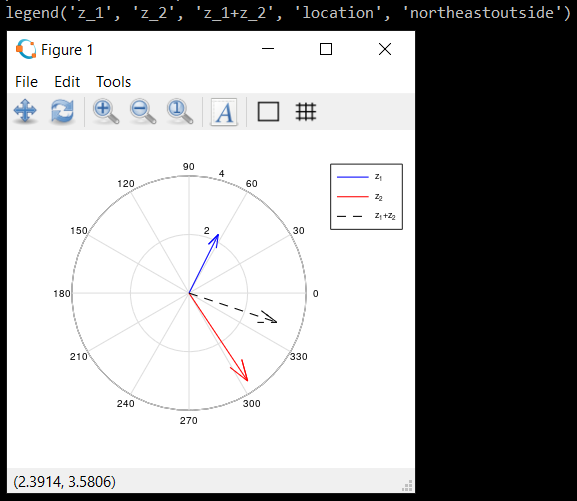 legend('z_1', 'z_2', 'z_1+z_2', 'location', 'northeastoutside')
Figure 1
File Edit Tools
A
90
4
120
60
z1
z2
z1+z2
150
2
30
180
0
210
330
240
300
270
(2.3914, 3.5806)